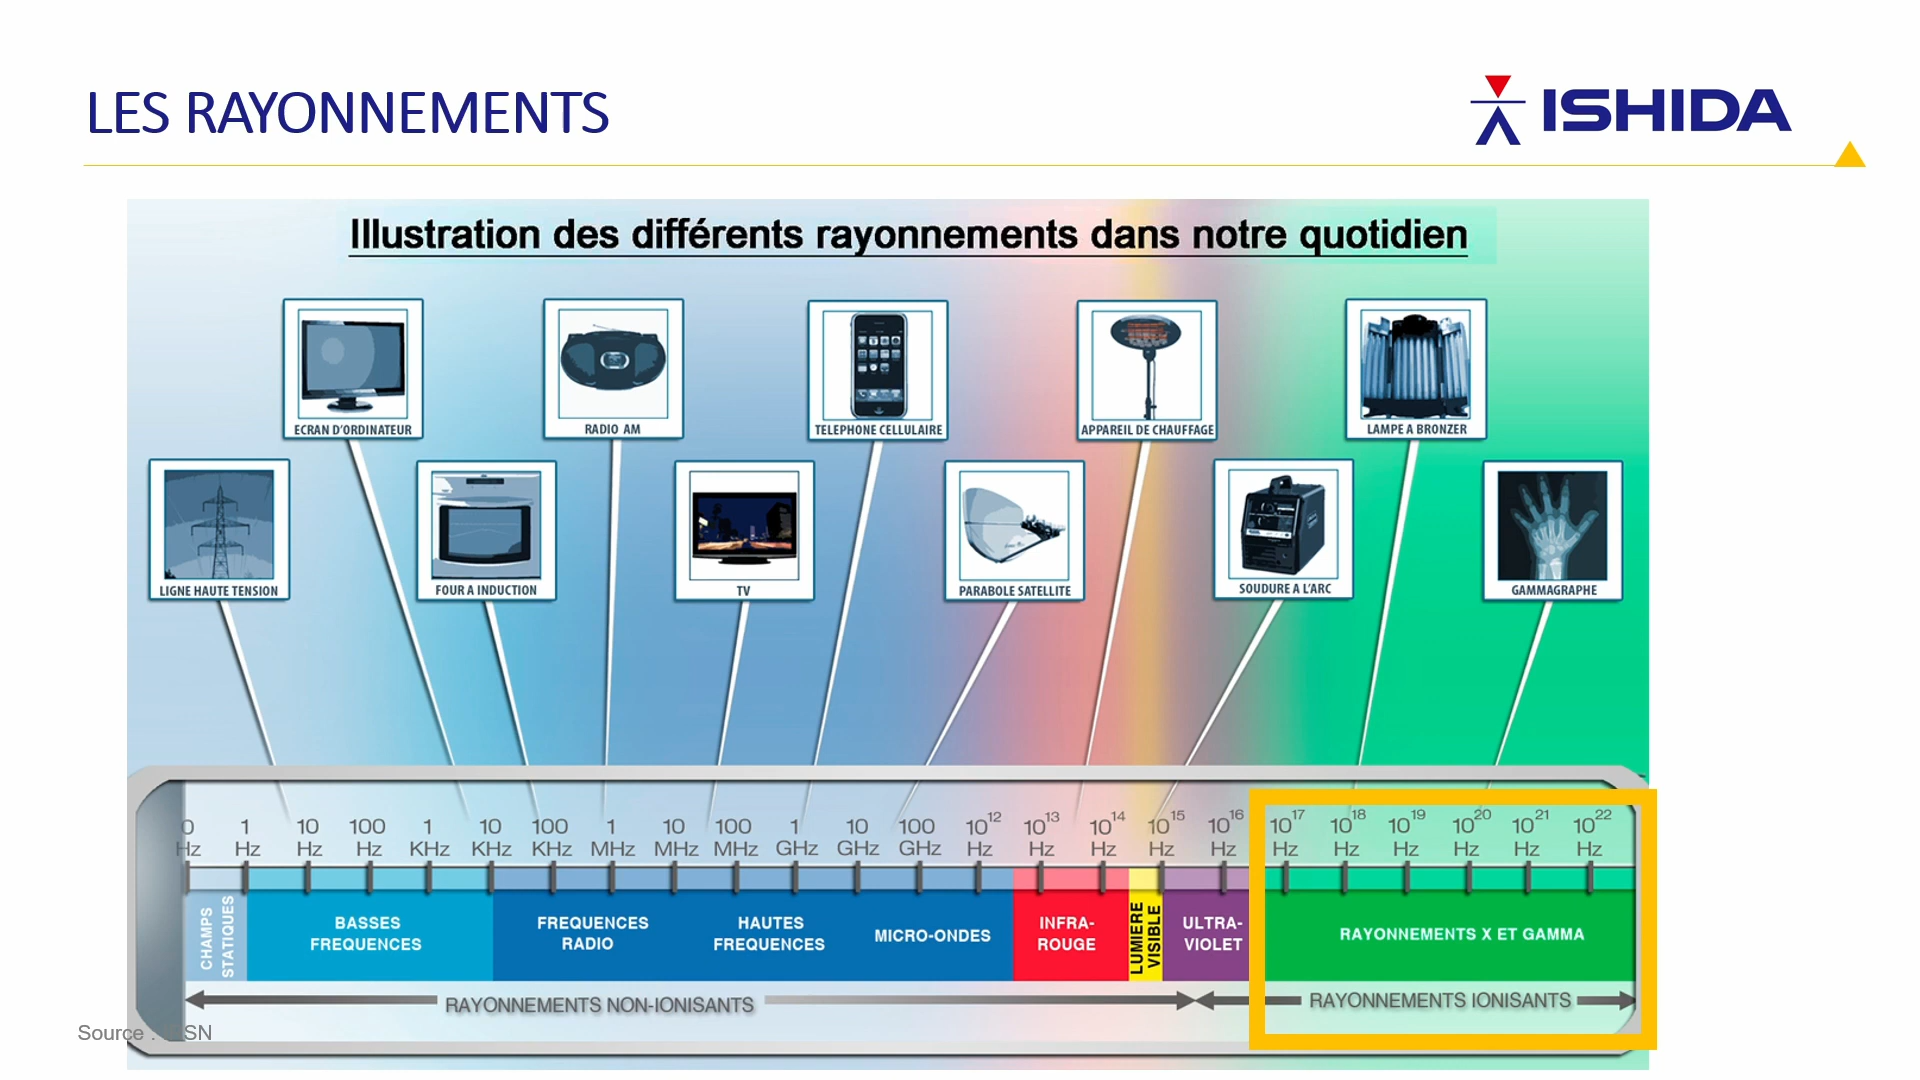 LES RAYONNEMENTS
ISHIDA
Illustration des différents rayonnements dans notre quotidien
ECRAN D'ORDINATEUR
RADIO AM
TELEPHONE CELLULAIRE
APPAREIL DE CHAUFFAGE
LAMPE A BRONZER
LIGNE HAUTE TENSION
FOUR A INDUCTION
TV
PARABOLE SATELLITE
SOUDURE A L'ARC
GAMMAGRAPHE
0 Hz
1 Hz
10 Hz
100 Hz
1 KHz
10 KHz
100 KHz
1 MHz
10 MHz
100 MHz
1 GHz
10 GHz
100 GHz
10¹² Hz
10¹³ Hz
10¹⁴ Hz
10¹⁵ Hz
10¹⁶ Hz
10¹⁷ Hz
10¹⁸ Hz
10¹⁹ Hz
10²⁰ Hz
10²¹ Hz
10²² Hz
CHAMPS
STATIQUES
BASSES
FREQUENCES
FREQUENCES
RADIO
HAUTES
FREQUENCES
MICRO-ONDES
INFRA-
ROUGE
LUMIERE
VISIBLE
ULTRA-
VIOLET
RAYONNEMENTS X ET GAMMA
RAYONNEMENTS NON-IONISANTS
RAYONNEMENTS IONISANTS
Source :